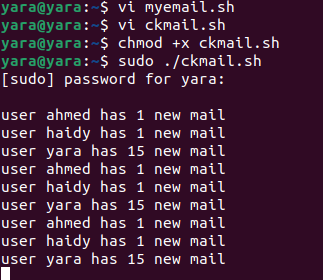 yara@yara:~$ vi myemail.sh
yara@yara:~$ vi ckmail.sh
yara@yara:~$ chmod +x ckmail.sh
yara@yara:~$ sudo ./ckmail.sh
[sudo] password for yara:
user ahmed has 1 new mail
user haidy has 1 new mail
user yara has 15 new mail
user ahmed has 1 new mail
user haidy has 1 new mail
user yara has 15 new mail
user ahmed has 1 new mail
user haidy has 1 new mail
user yara has 15 new mail